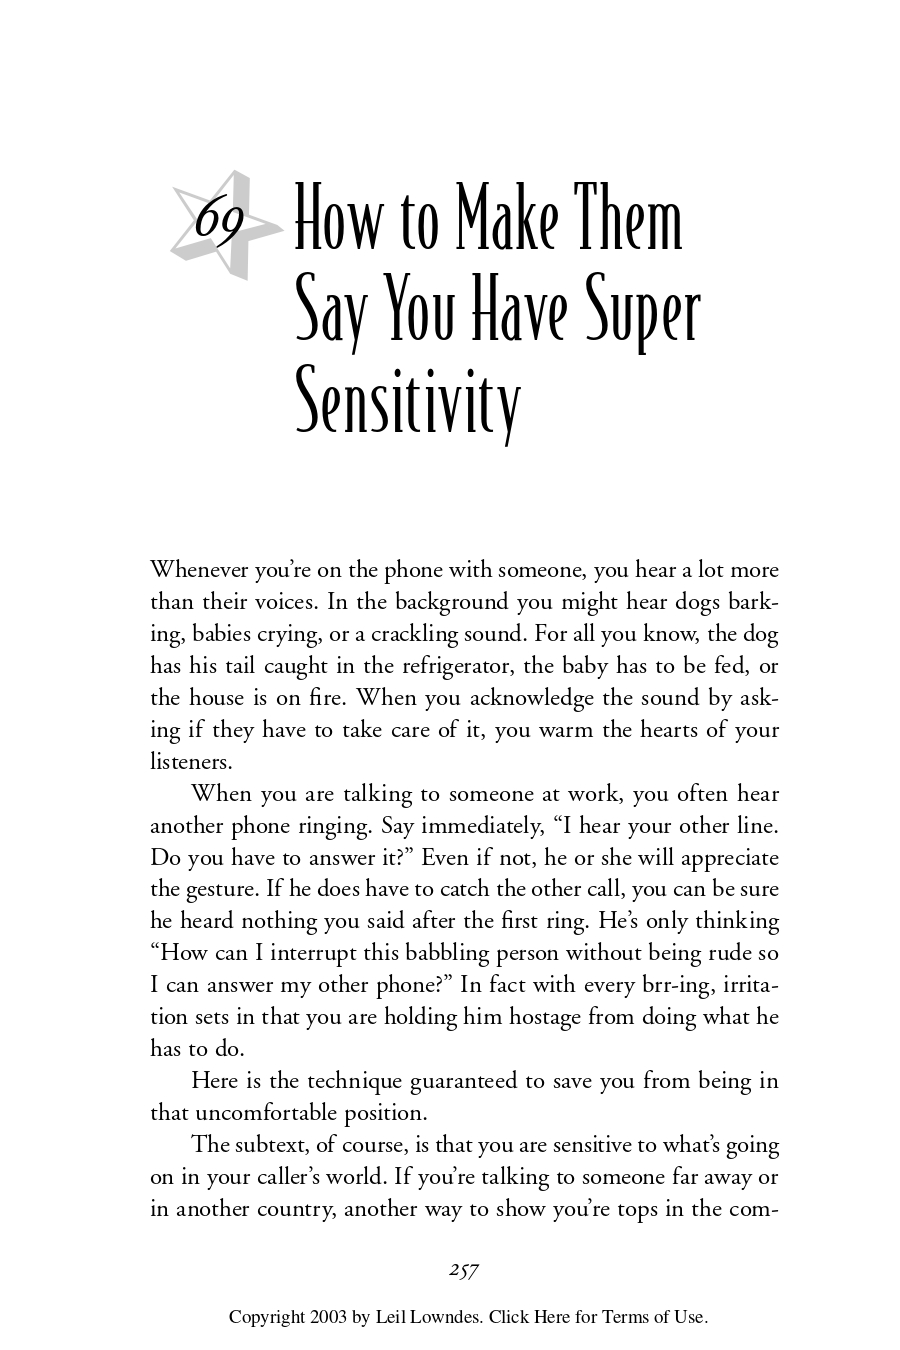 69 How to Make Them
Say You Have Super
Sensitivity
Whenever you’re on the phone with someone, you hear a lot more
than their voices. In the background you might hear dogs bark-
ing, babies crying, or a crackling sound. For all you know, the dog
has his tail caught in the refrigerator, the baby has to be fed, or
the house is on fire. When you acknowledge the sound by ask-
ing if they have to take care of it, you warm the hearts of your
listeners.
When you are talking to someone at work, you often hear
another phone ringing. Say immediately, “I hear your other line.
Do you have to answer it?” Even if not, he or she will appreciate
the gesture. If he does have to catch the other call, you can be sure
he heard nothing you said after the first ring. He’s only thinking
“How can I interrupt this babbling person without being rude so
I can answer my other phone?” In fact with every brr-ing, irrita-
tion sets in that you are holding him hostage from doing what he
has to do.
Here is the technique guaranteed to save you from being in
that uncomfortable position.
The subtext, of course, is that you are sensitive to what’s going
on in your caller’s world. If you’re talking to someone far away or
in another country, another way to show you’re tops in the com-
257
Copyright 2003 by Leil Lowndes. Click Here for Terms of Use.